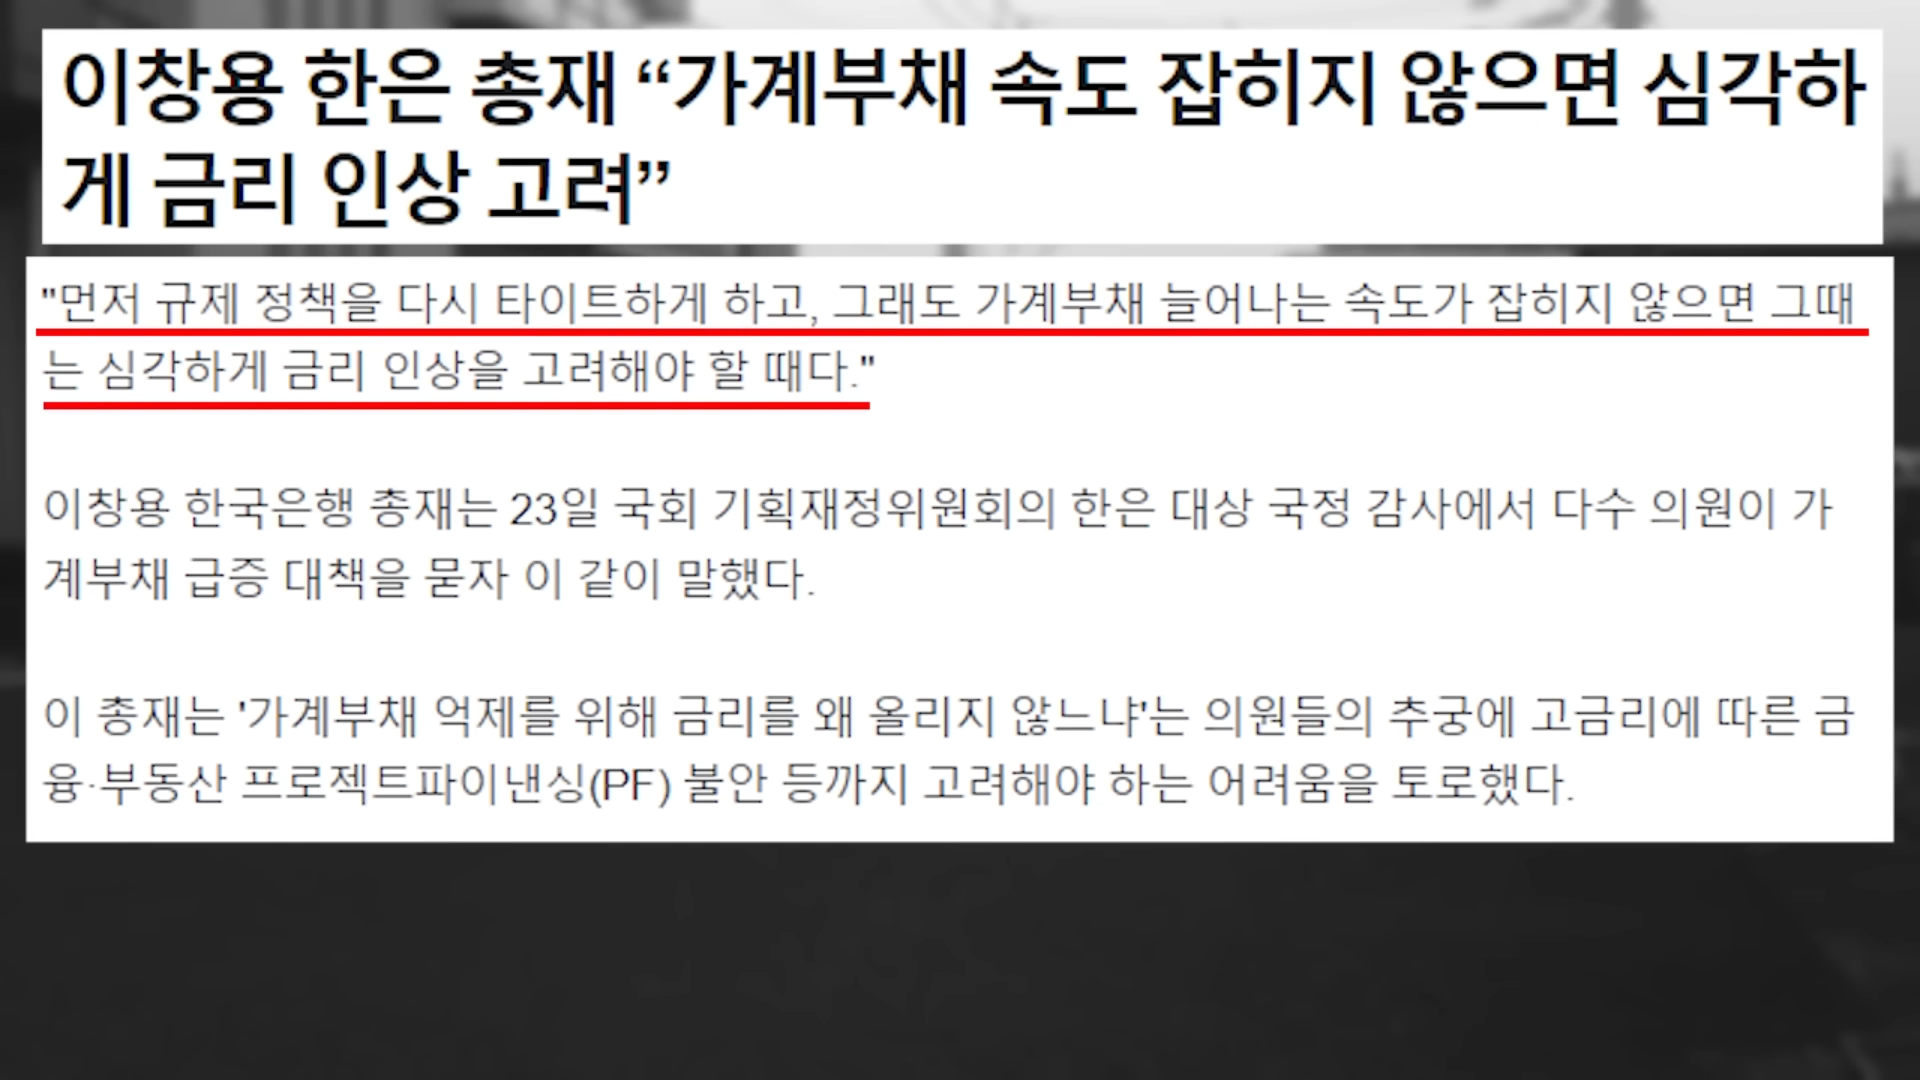 이창용 한은 총재 “가계부채 속도 잡히지 않으면 심각하
게 금리 인상 고려”
"먼저 규제 정책을 다시 타이트하게 하고, 그래도 가계부채 늘어나는 속도가 잡히지 않으면 그때
는 심각하게 금리 인상을 고려해야 할 때다."
이창용 한국은행 총재는 23일 국회 기획재정위원회의 한은 대상 국정 감사에서 다수 의원이 가
계부채 급증 대책을 묻자 이 같이 말했다.
이 총재는 '가계부채 억제를 위해 금리를 왜 올리지 않느냐'는 의원들의 추궁에 고금리에 따른 금
융·부동산 프로젝트파이낸싱(PF) 불안 등까지 고려해야 하는 어려움을 토로했다.